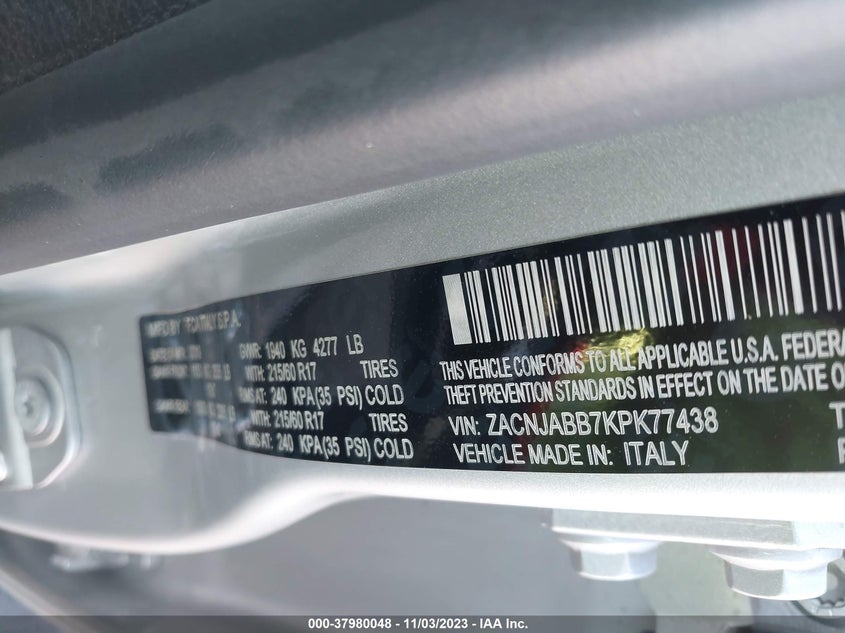 MFD BY FCA ITALY S.P.A.
GVWR: 1940 KG 4277 LB
WITH: 215/60 R17 TIRES
RIMS AT: 240 KPA(35 PSI) COLD
WITH: 215/60 R17 TIRES
RIMS AT: 240 KPA(35 PSI) COLD
THIS VEHICLE CONFORMS TO ALL APPLICABLE U.S.A. FEDERA
THEFT PREVENTION STANDARDS IN EFFECT ON THE DATE O
VIN: ZACNJABB7KPK77438
VEHICLE MADE IN: ITALY
000-37980048 - 11/03/2023 - IAA Inc.